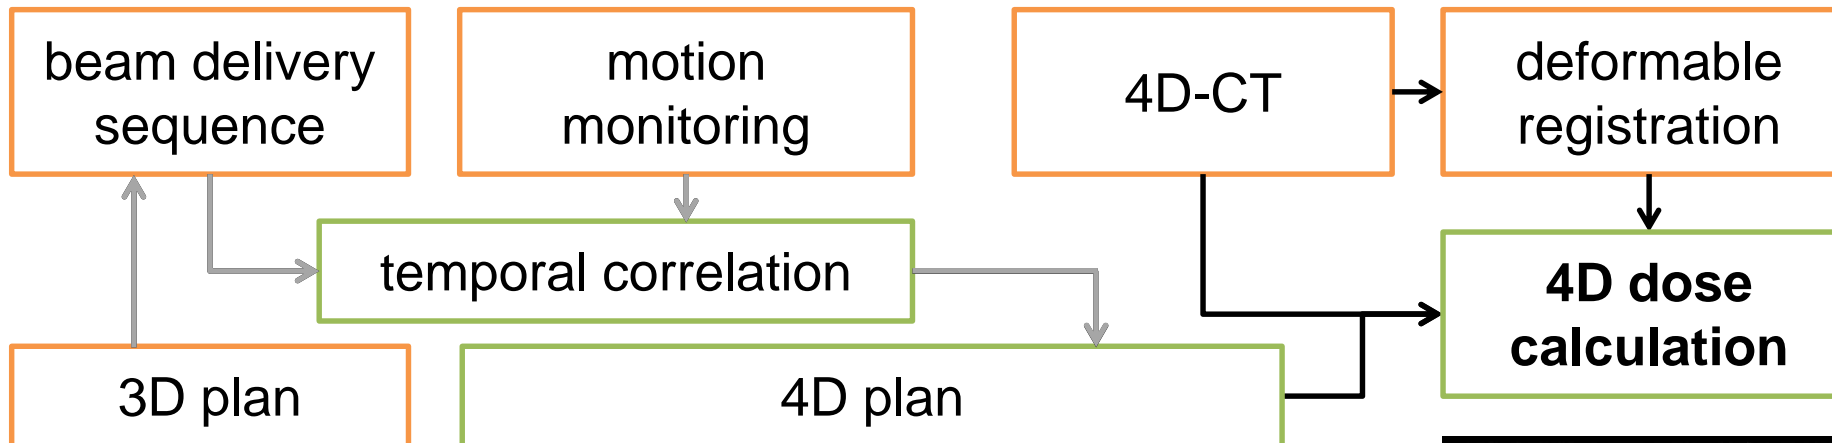 beam delivery
sequence
motion
monitoring
4D-CT
deformable
registration
temporal correlation
4D dose
calculation
3D plan
4D plan